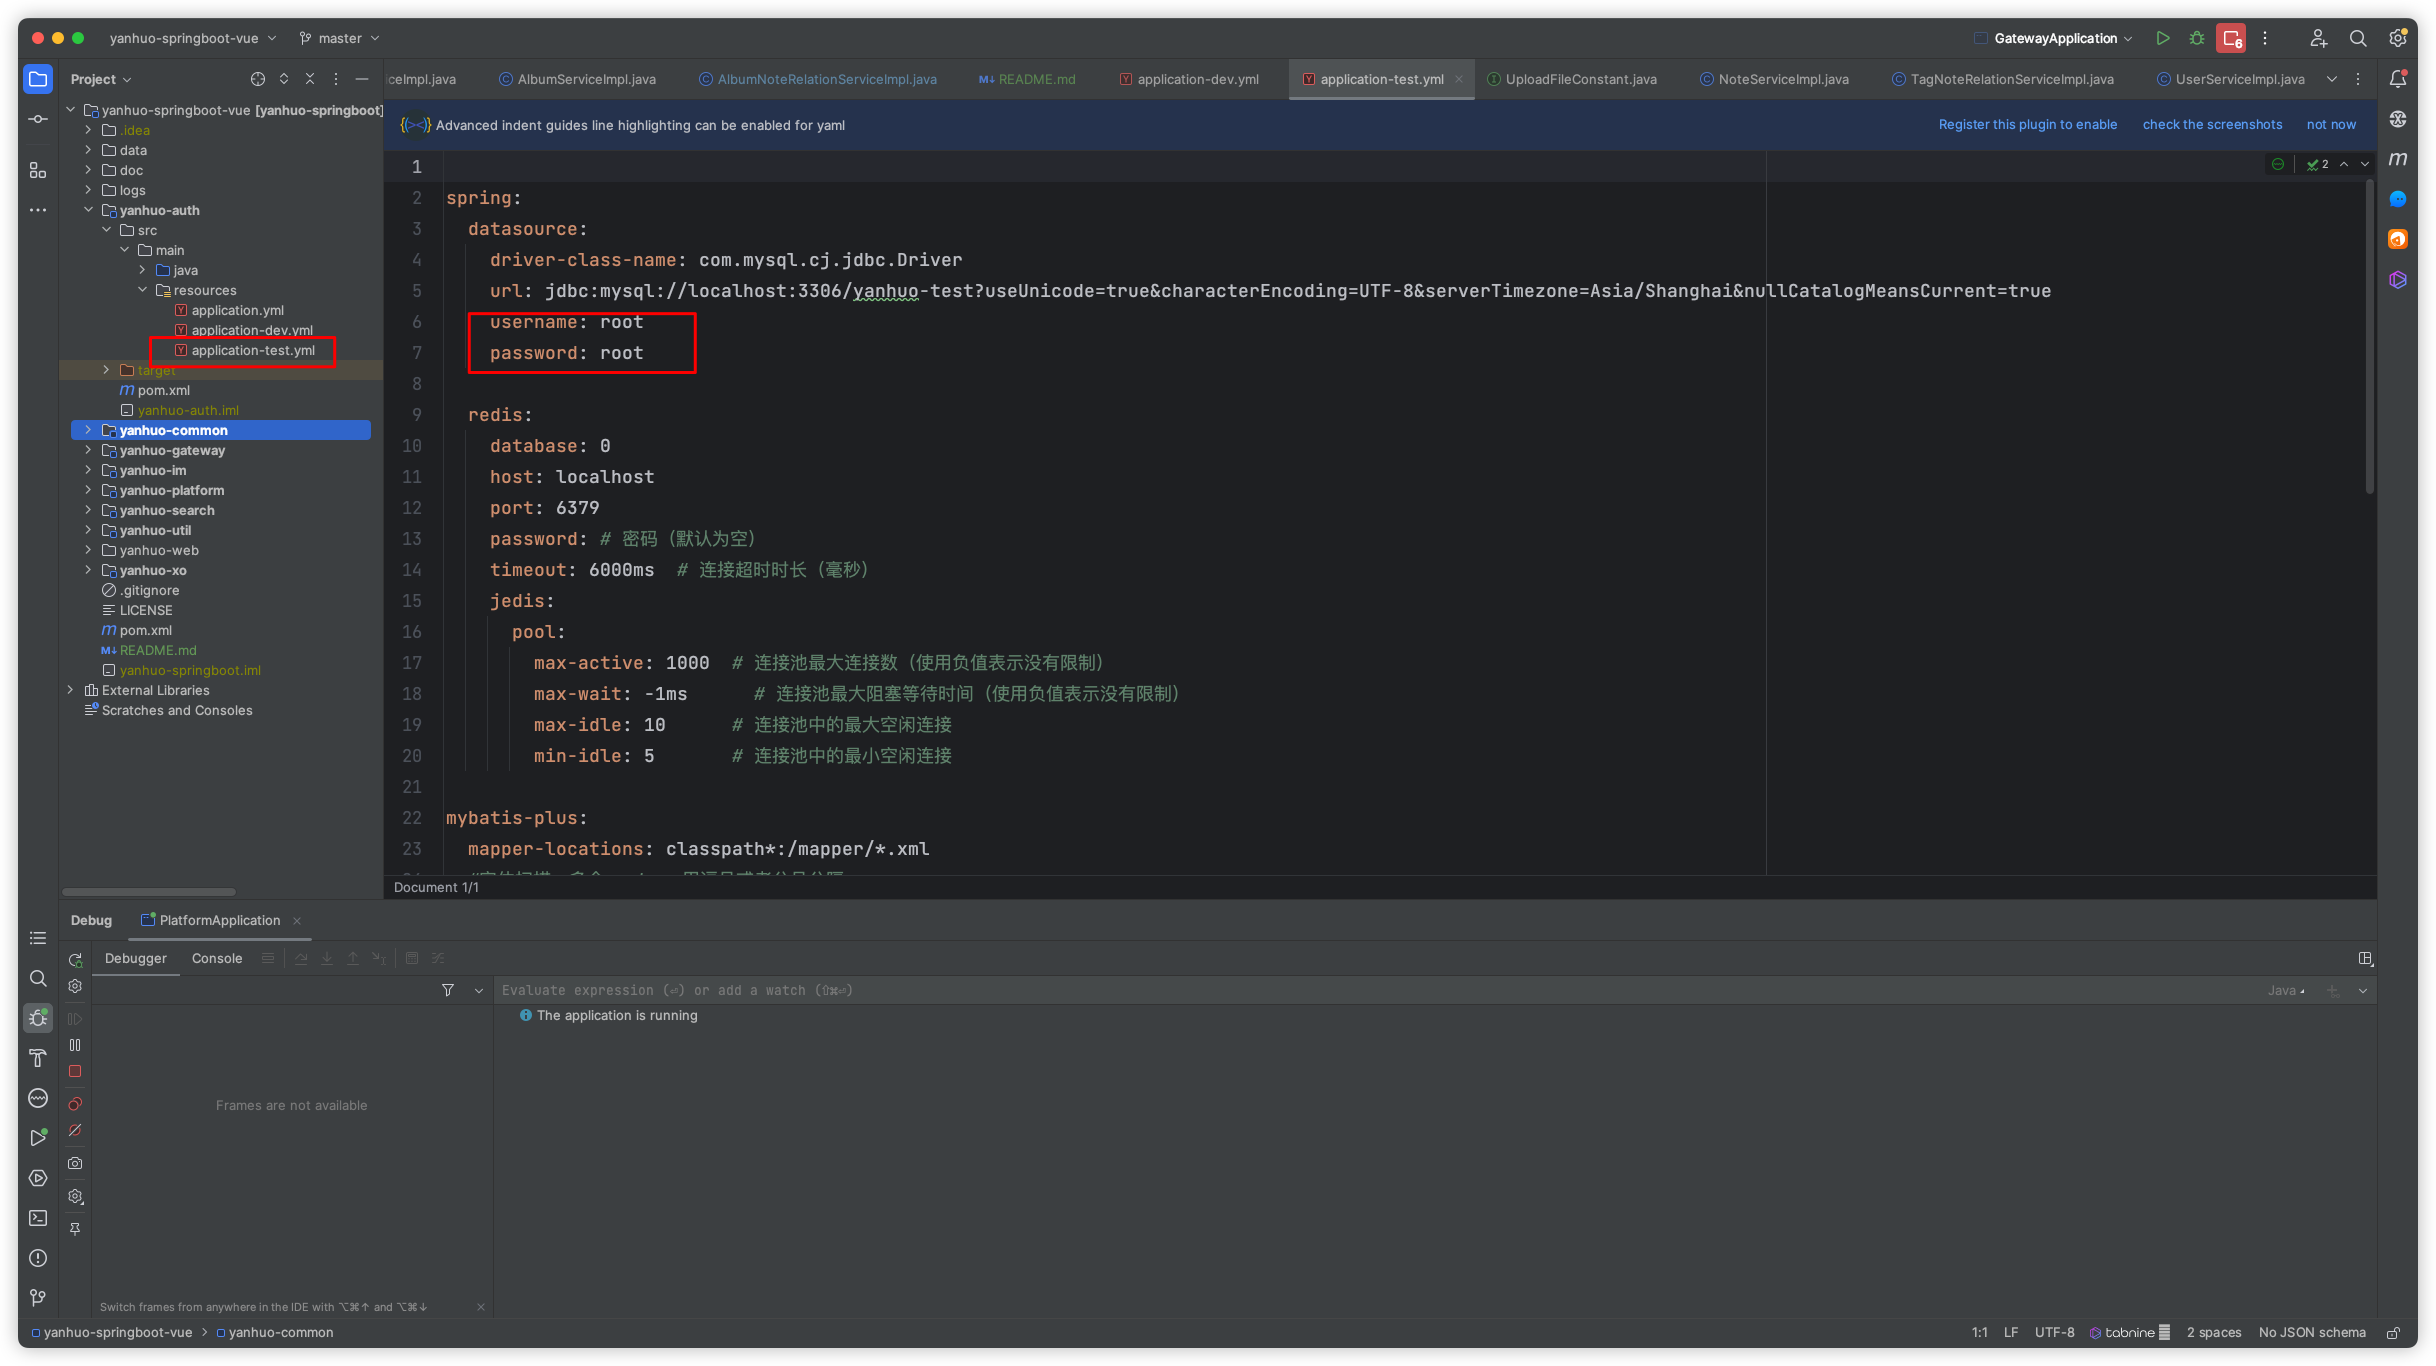 yanhuo-springboot-vue
master
GatewayApplication
6
Project
iceImpl.java
AlbumServiceImpl.java
AlbumNoteRelationServiceImpl.java
README.md
application-dev.yml
application-test.yml
UploadFileConstant.java
NoteServiceImpl.java
TagNoteRelationServiceImpl.java
UserServiceImpl.java
yanhuo-springboot-vue [yanhuo-springboot]
.idea
data
doc
logs
yanhuo-auth
src
main
java
resources
application.yml
application-dev.yml
application-test.yml
target
pom.xml
yanhuo-auth.iml
yanhuo-common
yanhuo-gateway
yanhuo-im
yanhuo-platform
yanhuo-search
yanhuo-util
yanhuo-web
yanhuo-xo
.gitignore
LICENSE
pom.xml
README.md
yanhuo-springboot.iml
External Libraries
Scratches and Consoles
Advanced indent guides line highlighting can be enabled for yaml
Register this plugin to enable
check the screenshots
not now
2
1
2 spring:
3 datasource:
4 driver-class-name: com.mysql.cj.jdbc.Driver
5 url: jdbc:mysql://localhost:3306/yanhuo-test?useUnicode=true&characterEncoding=UTF-8&serverTimezone=Asia/Shanghai&nullCatalogMeansCurrent=true
6 username: root
7 password: root
8
9 redis:
10 database: 0
11 host: localhost
12 port: 6379
13 password: # 密码（默认为空）
14 timeout: 6000ms # 连接超时时长（毫秒）
15 jedis:
16 pool:
17 max-active: 1000 # 连接池最大连接数（使用负值表示没有限制）
18 max-wait: -1ms # 连接池最大阻塞等待时间（使用负值表示没有限制）
19 max-idle: 10 # 连接池中的最大空闲连接
20 min-idle: 5 # 连接池中的最小空闲连接
21
22 mybatis-plus:
23 mapper-locations: classpath*:/mapper/*.xml
Document 1/1
Debug
PlatformApplication
Debugger
Console
Evaluate expression (⏎) or add a watch (⇧⌘⏎)
Java
The application is running
Frames are not available
Switch frames from anywhere in the IDE with ⌥⌘↑ and ⌥⌘↓
yanhuo-springboot-vue > yanhuo-common
1:1
LF
UTF-8
tabnine
2 spaces
No JSON schema